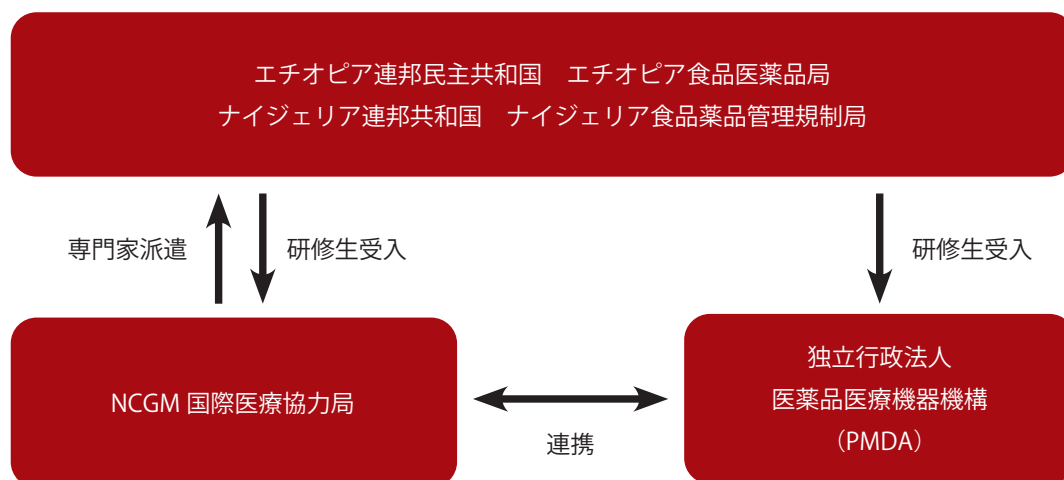 エチオピア連邦民主共和国　エチオピア食品医薬品局
ナイジェリア連邦共和国　ナイジェリア食品薬品管理規制局
専門家派遣
研修生受入
研修生受入
NCGM 国際医療協力局
連携
独立行政法人
医薬品医療機器機構
（PMDA）